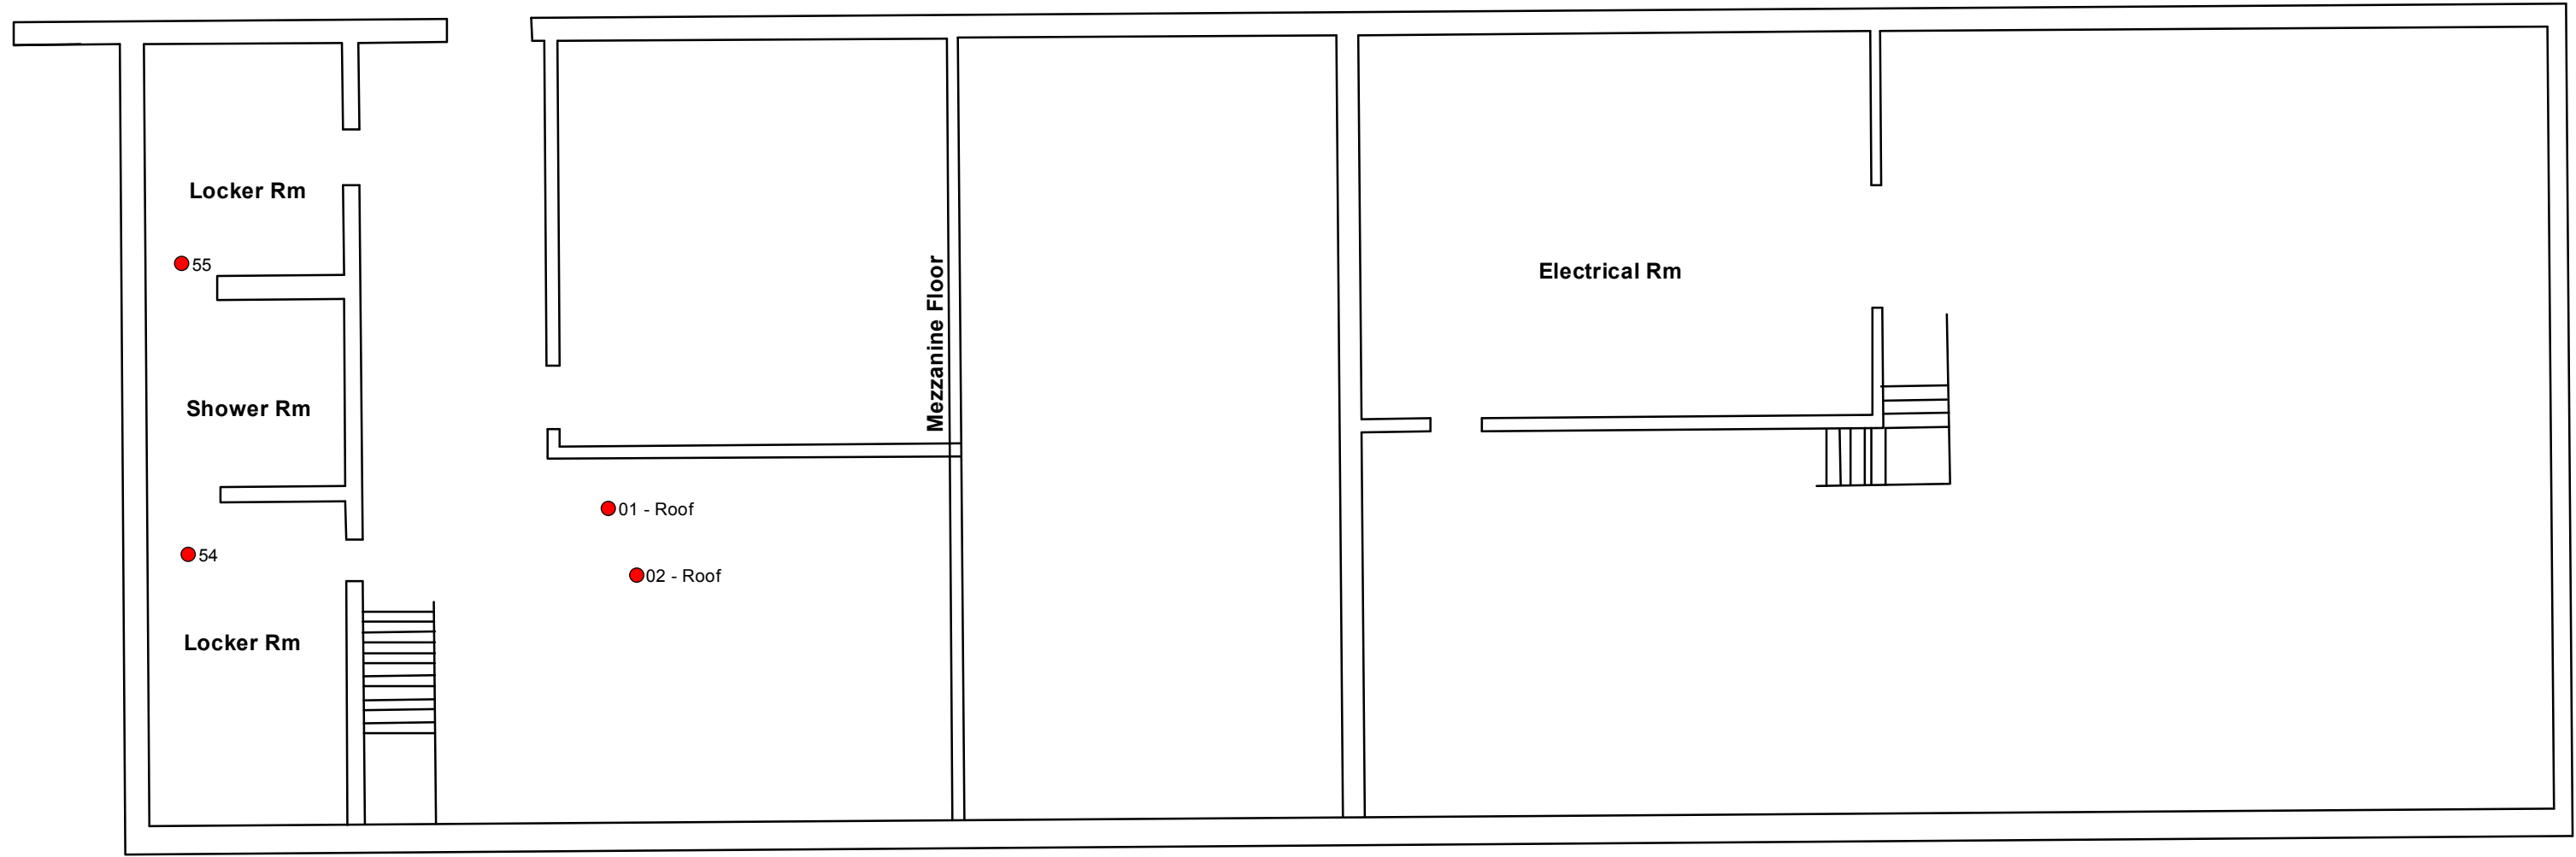 Locker Rm
55
Shower Rm
54
Locker Rm
01 - Roof
02 - Roof
Mezzanine Floor
Electrical Rm